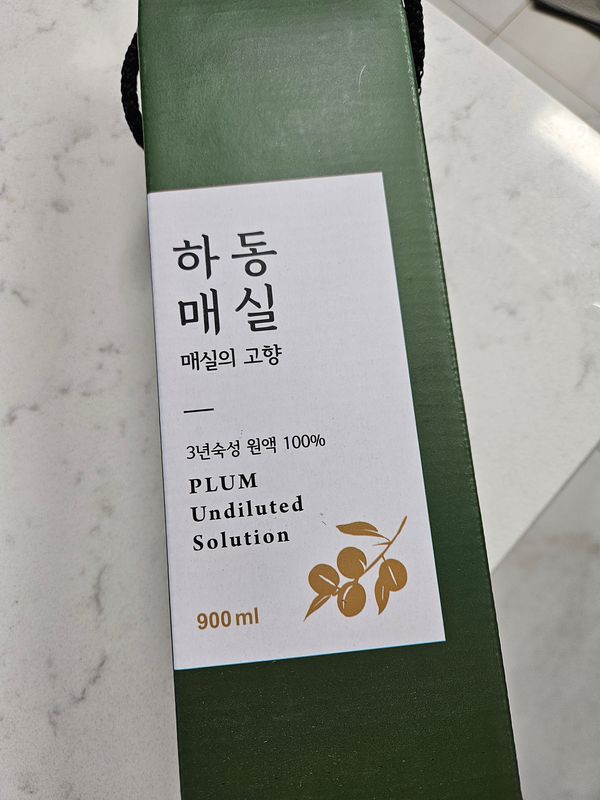 하동
매실
매실의 고향
3년숙성 원액 100%
PLUM
Undiluted
Solution
900 ml